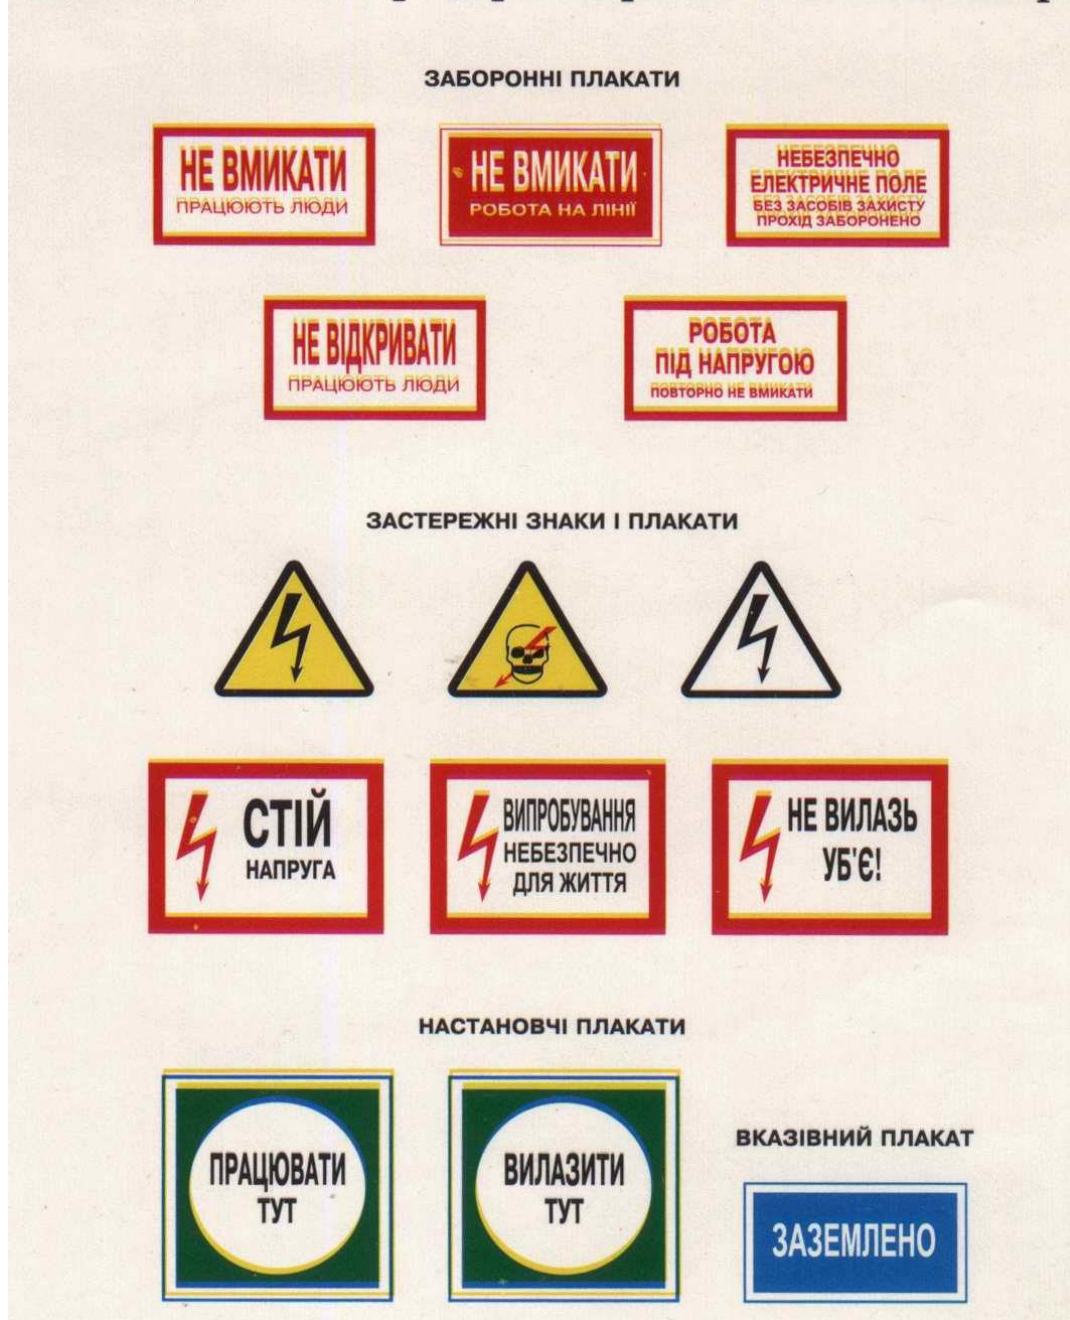 ЗАБОРОННІ ПЛАКАТИ
НЕ ВМИКАТИ
ПРАЦЮЮТЬ ЛЮДИ
НЕ ВМИКАТИ
РОБОТА НА ЛІНІЇ
НЕБЕЗПЕЧНО
ЕЛЕКТРИЧНЕ ПОЛЕ
БЕЗ ЗАСОБІВ ЗАХИСТУ
ПРОХІД ЗАБОРОНЕНО
НЕ ВІДКРИВАТИ
ПРАЦЮЮТЬ ЛЮДИ
РОБОТА
ПІД НАПРУГОЮ
ПОВТОРНО НЕ ВМИКАТИ
ЗАСТЕРЕЖНІ ЗНАКИ І ПЛАКАТИ
СТІЙ
НАПРУГА
ВИПРОБУВАННЯ
НЕБЕЗПЕЧНО
ДЛЯ ЖИТТЯ
НЕ ВИЛАЗЬ
УБ'Є!
НАСТАНОВЧІ ПЛАКАТИ
ПРАЦЮВАТИ
ТУТ
ВИЛАЗИТИ
ТУТ
ВКАЗІВНИЙ ПЛАКАТ
ЗАЗЕМЛЕНО